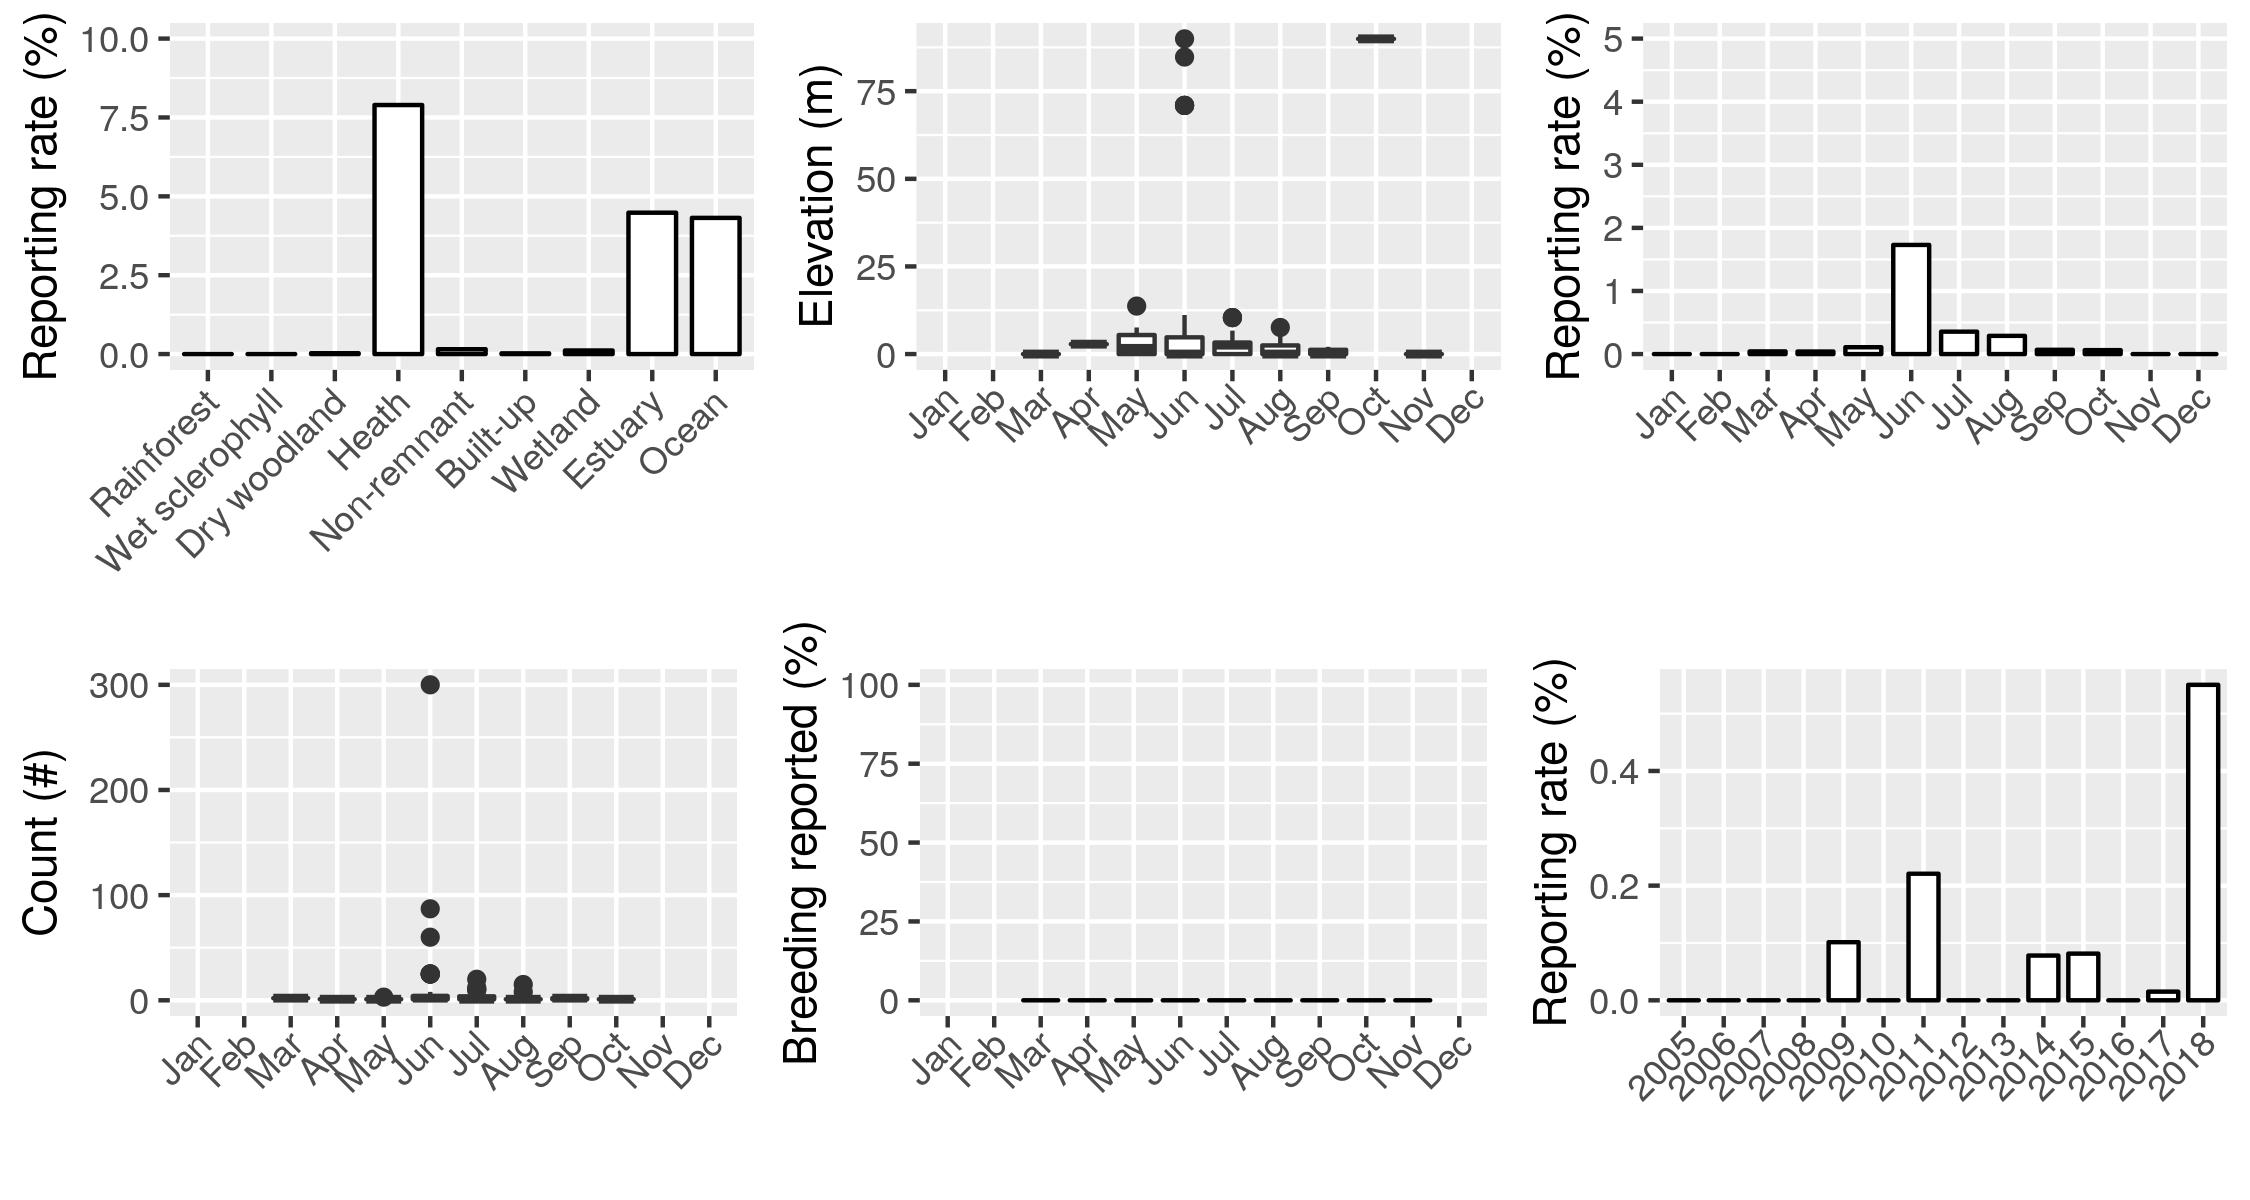 Reporting rate (%)
10.0
7.5
5.0
2.5
0.0
Rainforest
Wet sclerophyll
Dry woodland
Heath
Non-remnant
Built-up
Wetland
Estuary
Ocean
Elevation (m)
75
50
25
0
Jan
Feb
Mar
Apr
May
Jun
Jul
Aug
Sep
Oct
Nov
Dec
Reporting rate (%)
5
4
3
2
1
0
Jan
Feb
Mar
Apr
May
Jun
Jul
Aug
Sep
Oct
Nov
Dec
Count (#)
300
200
100
0
Jan
Feb
Mar
Apr
May
Jun
Jul
Aug
Sep
Oct
Nov
Dec
Breeding reported (%)
100
75
50
25
0
Jan
Feb
Mar
Apr
May
Jun
Jul
Aug
Sep
Oct
Nov
Dec
Reporting rate (%)
0.4
0.2
0.0
2005
2006
2007
2008
2009
2010
2011
2012
2013
2014
2015
2016
2017
2018